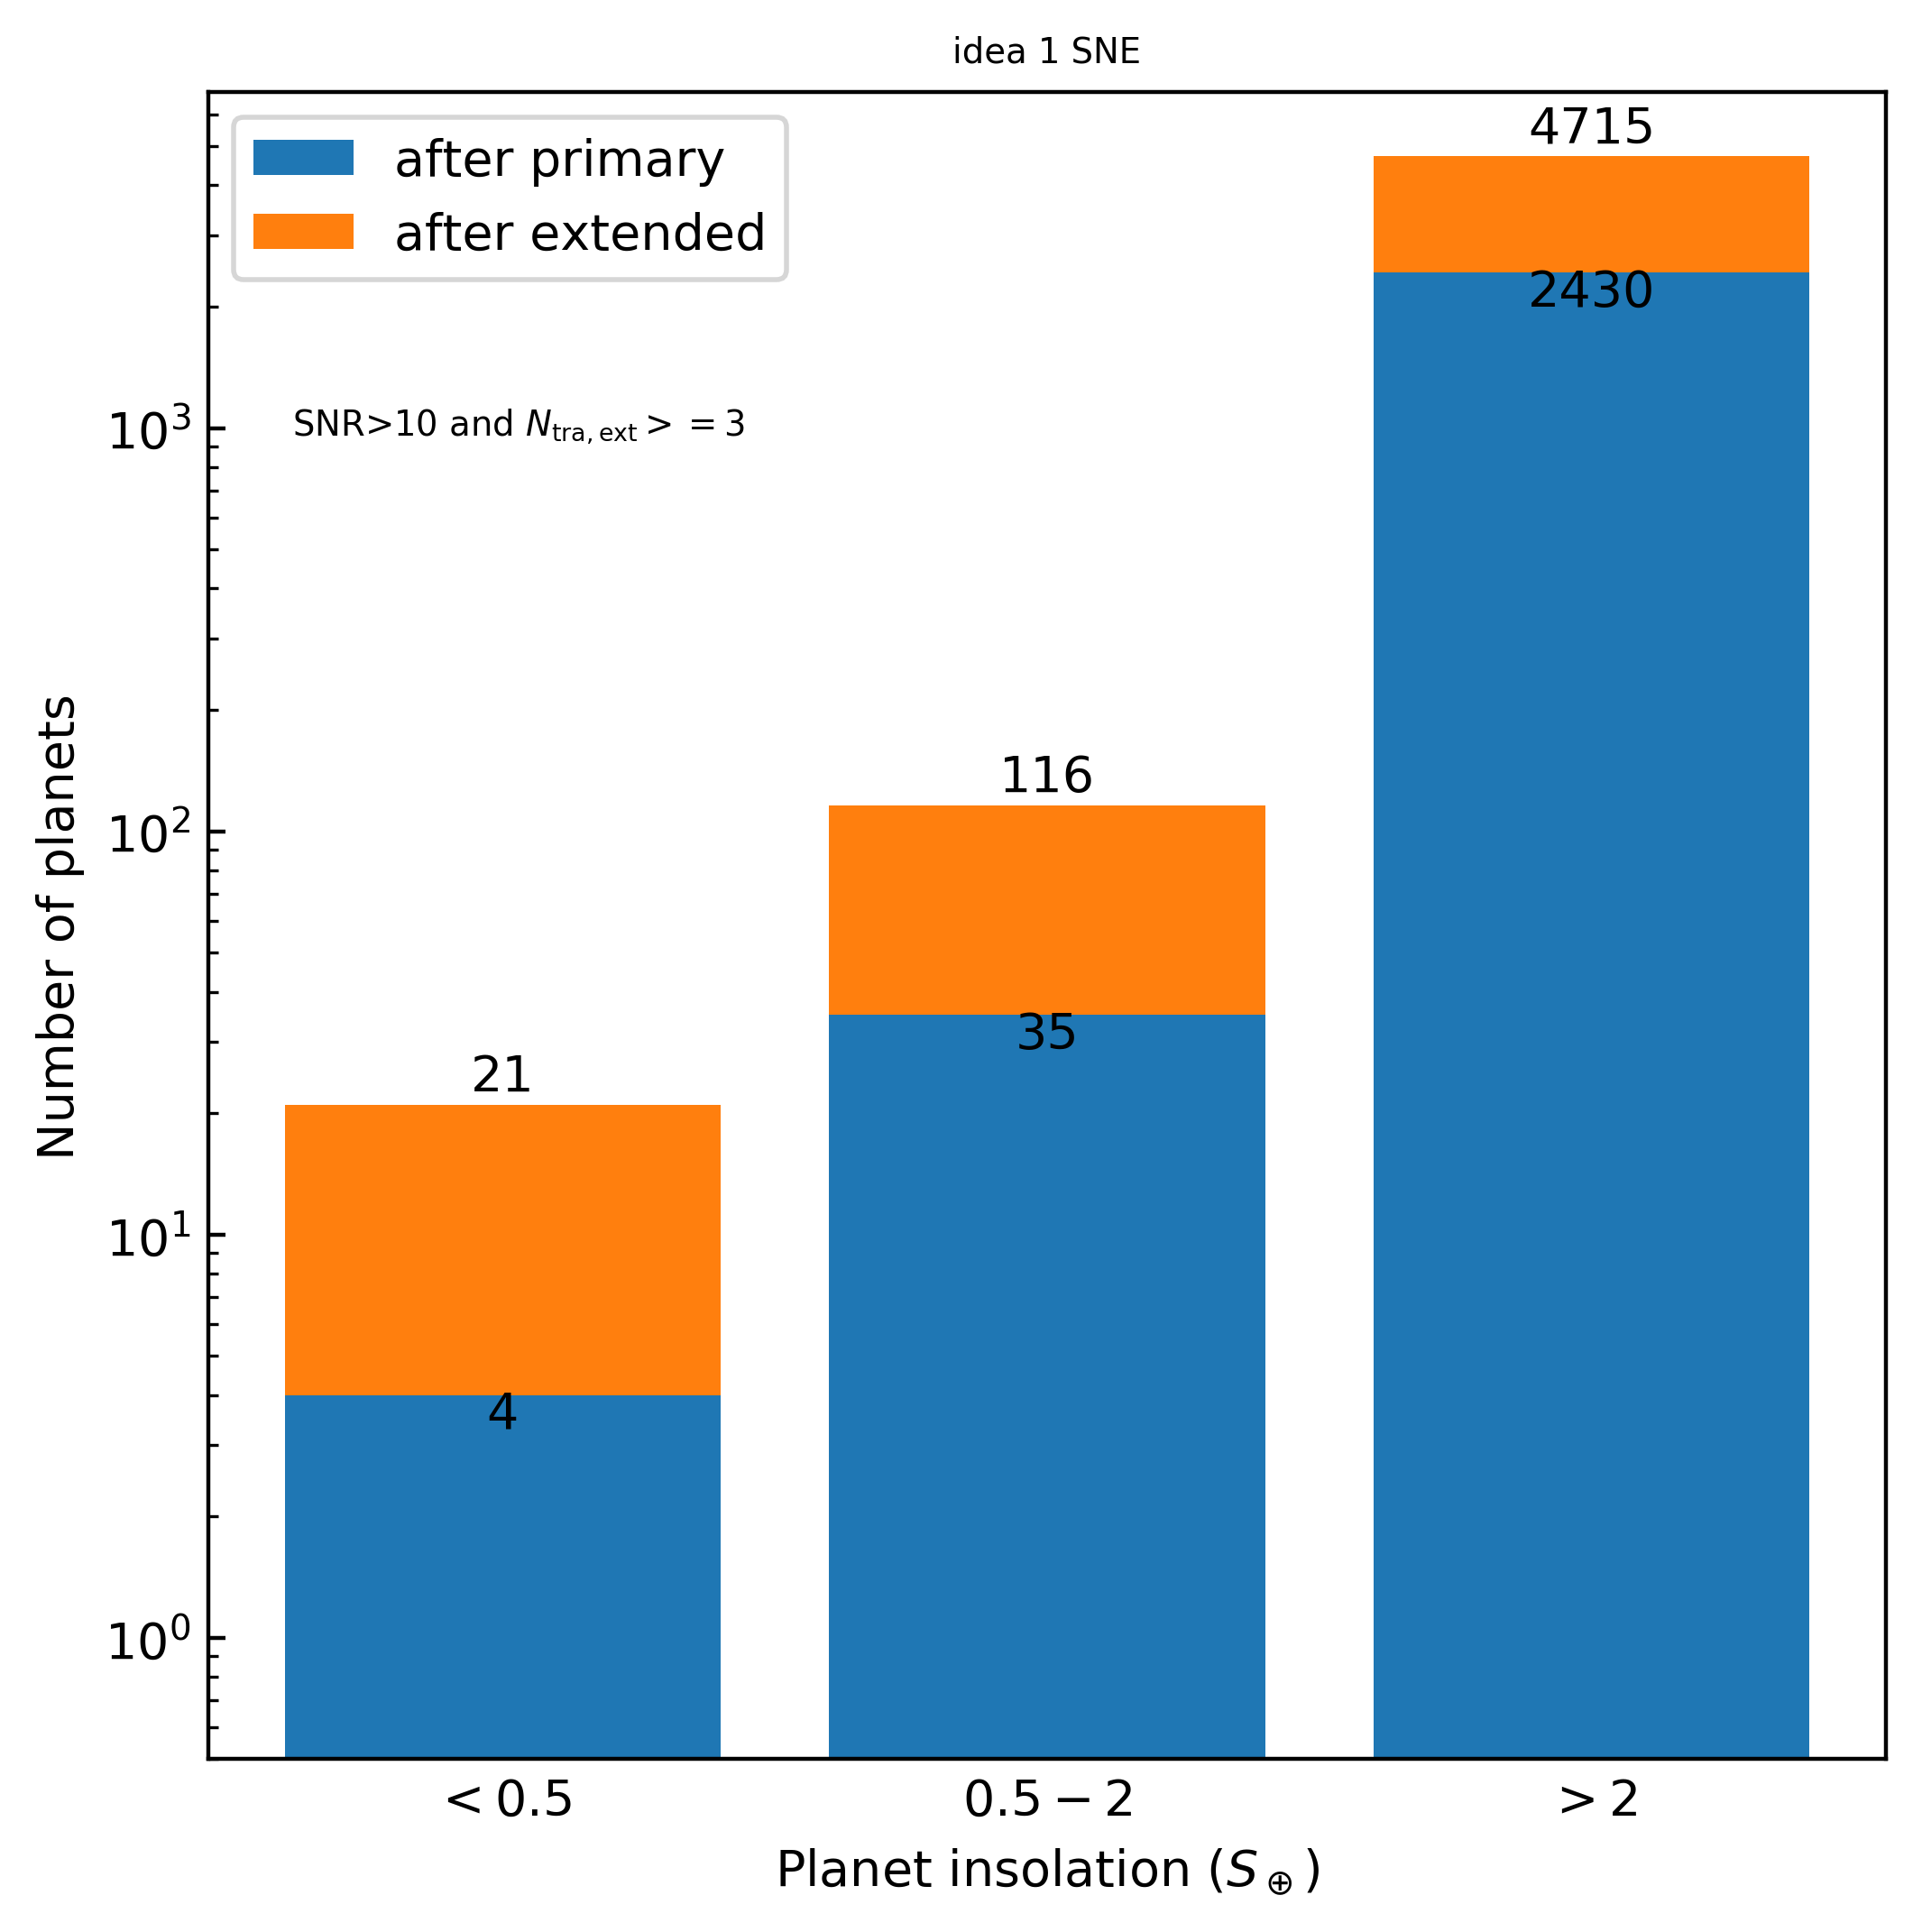 idea 1 SNE
after primary
after extended
SNR>10 and N_tra,ext >= 3
4715
2430
116
35
21
4
Number of planets
10^3
10^2
10^1
10^0
< 0.5
0.5 − 2
> 2
Planet insolation (S_⊕)